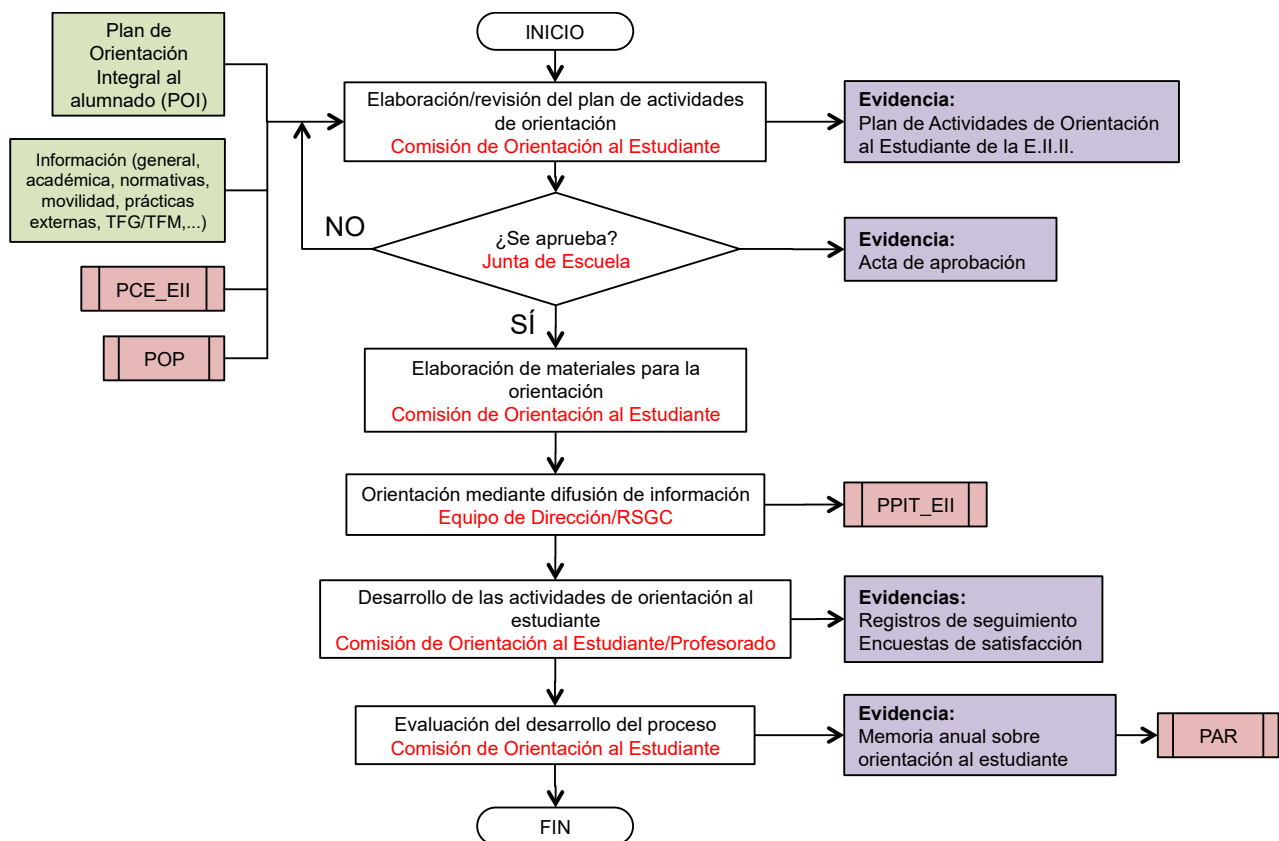 INICIO
Plan de
Orientación
Integral al
alumnado (POI)
Elaboración/revisión del plan de actividades
de orientación
Comisión de Orientación al Estudiante
Evidencia:
Plan de Actividades de Orientación
al Estudiante de la E.II.II.
Información (general,
académica, normativas,
movilidad, prácticas
externas, TFG/TFM,...)
NO
¿Se aprueba?
Junta de Escuela
Evidencia:
Acta de aprobación
PCE_EII
SÍ
POP
Elaboración de materiales para la
orientación
Comisión de Orientación al Estudiante
Orientación mediante difusión de información
Equipo de Dirección/RSGC
PPIT_EII
Desarrollo de las actividades de orientación al
estudiante
Comisión de Orientación al Estudiante/Profesorado
Evidencias:
Registros de seguimiento
Encuestas de satisfacción
Evaluación del desarrollo del proceso
Comisión de Orientación al Estudiante
Evidencia:
Memoria anual sobre
orientación al estudiante
PAR
FIN